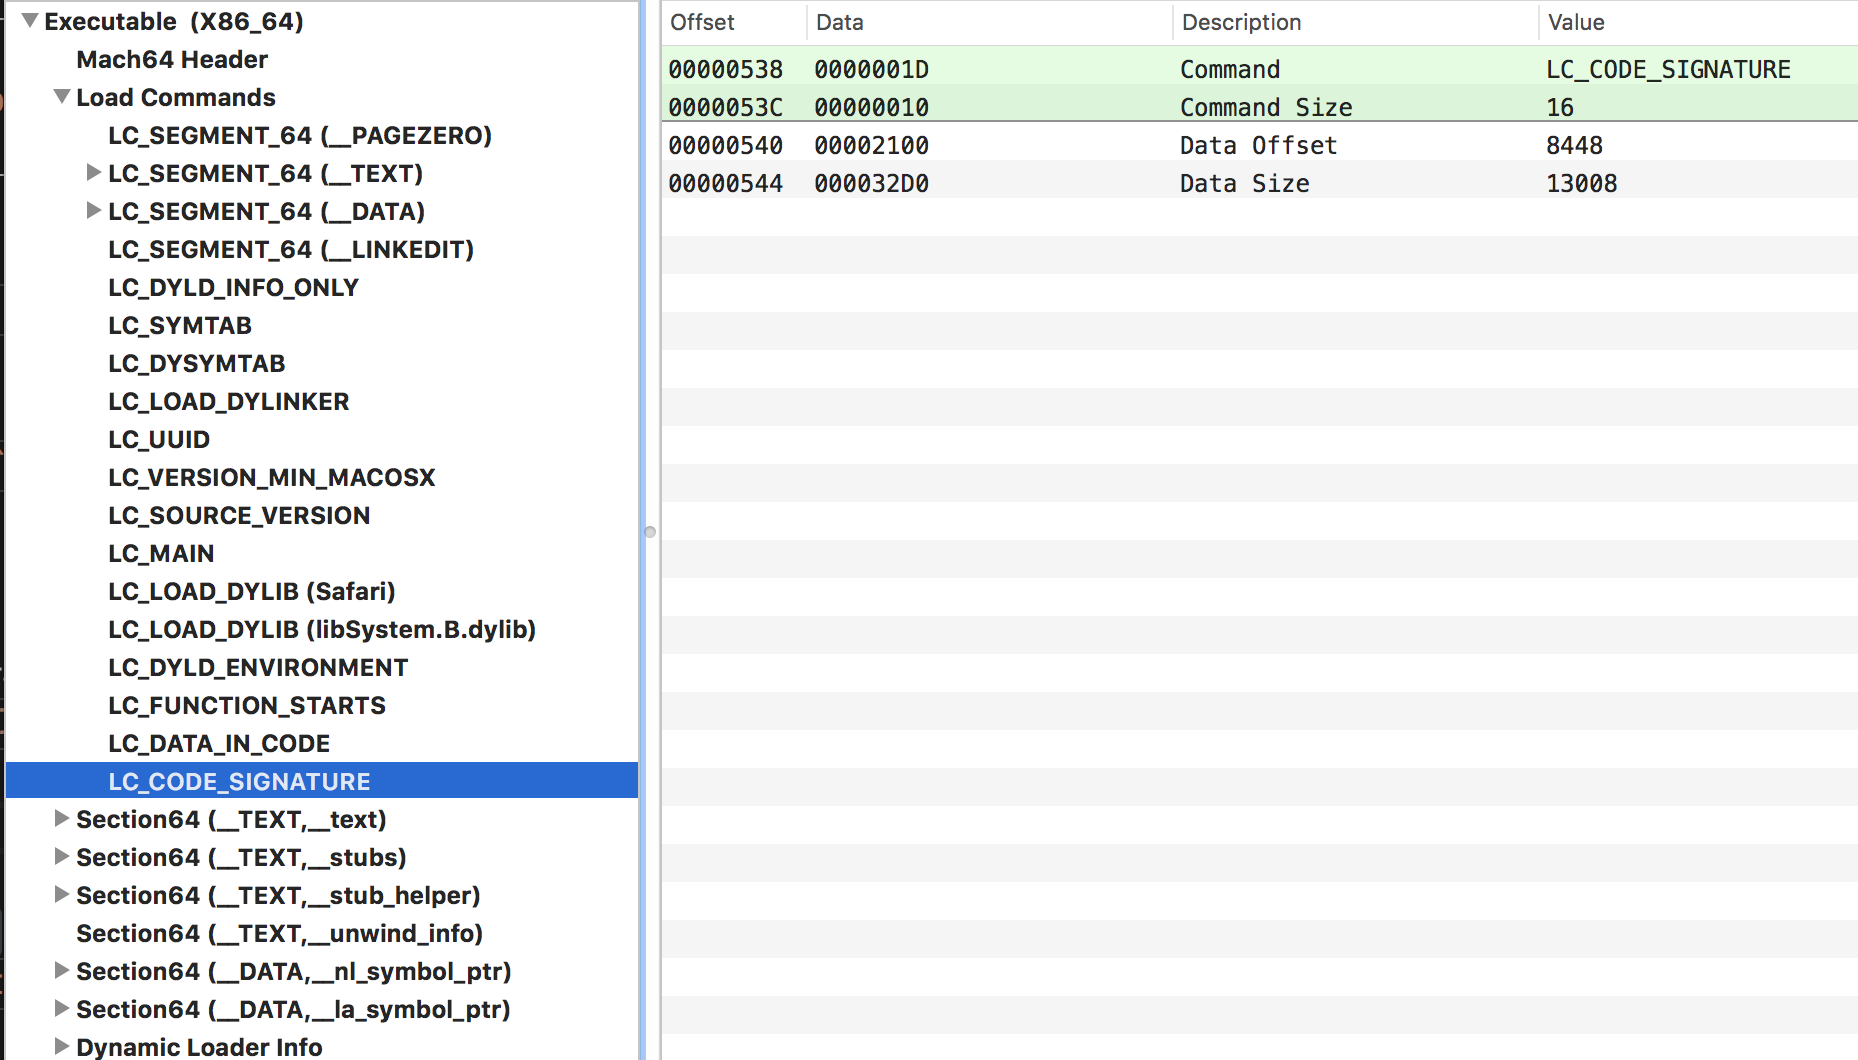 Executable (X86_64)
Mach64 Header
Load Commands
LC_SEGMENT_64 (__PAGEZERO)
LC_SEGMENT_64 (__TEXT)
LC_SEGMENT_64 (__DATA)
LC_SEGMENT_64 (__LINKEDIT)
LC_DYLD_INFO_ONLY
LC_SYMTAB
LC_DYSYMTAB
LC_LOAD_DYLINKER
LC_UUID
LC_VERSION_MIN_MACOSX
LC_SOURCE_VERSION
LC_MAIN
LC_LOAD_DYLIB (Safari)
LC_LOAD_DYLIB (libSystem.B.dylib)
LC_DYLD_ENVIRONMENT
LC_FUNCTION_STARTS
LC_DATA_IN_CODE
LC_CODE_SIGNATURE
Section64 (__TEXT,__text)
Section64 (__TEXT,__stubs)
Section64 (__TEXT,__stub_helper)
Section64 (__TEXT,__unwind_info)
Section64 (__DATA,__nl_symbol_ptr)
Section64 (__DATA,__la_symbol_ptr)
Dynamic Loader Info
Offset Data Description Value
00000538 0000001D Command LC_CODE_SIGNATURE
0000053C 00000010 Command Size 16
00000540 00002100 Data Offset 8448
00000544 000032D0 Data Size 13008